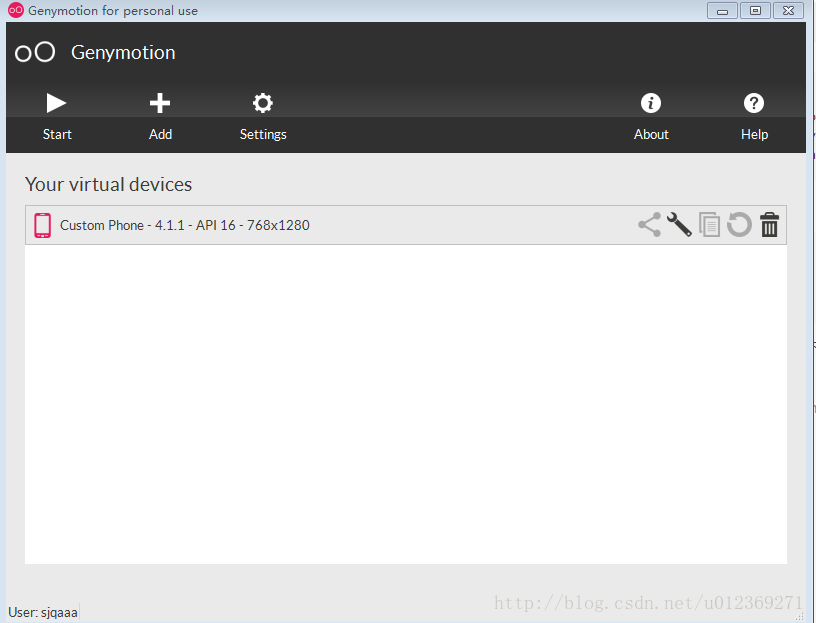 Genymotion for personal use
Genymotion
Start Add Settings About Help
Your virtual devices
Custom Phone - 4.1.1 - API 16 - 768x1280
http://blog.csdn.net/u012369271
User: sjqaaa